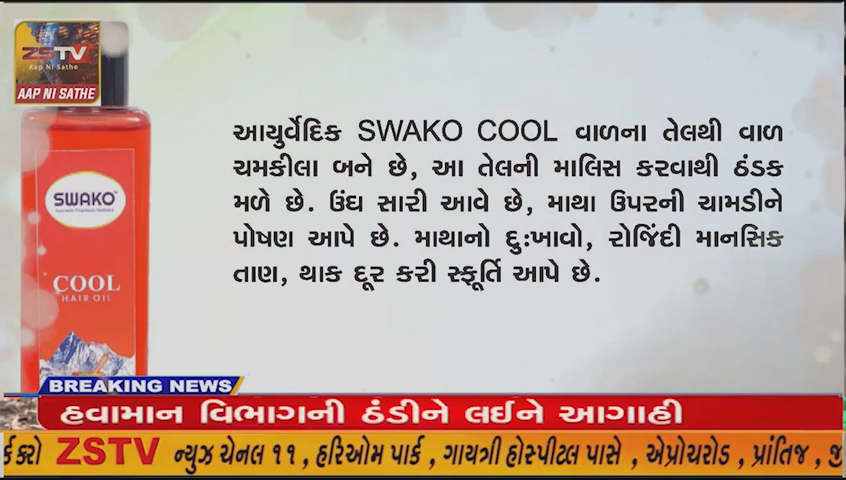 ZSTV
Aap Ni Sathe
AAP NI SATHE
આયુર્વેદિક SWAKO COOL વાળના તેલથી વાળ
ચમકીલા બને છે, આ તેલની માલિસ કરવાથી ઠંડક
મળે છે. ઉંઘ સારી આવે છે, માથા ઉપરની ચામડીને
પોષણ આપે છે. માથાનો દુઃખાવો, રોજિંદી માનસિક
તાણ, થાક દૂર કરી સ્ફૂર્તિ આપે છે.
SWAKO
COOL
HAIR OIL
BREAKING NEWS
હવામાન વિભાગની ઠંડીને લઈને આગાહી
ર્ક કરો ZSTV ન્યુઝ ચેનલ ૧૧ , હરિઓમ પાર્ક , ગાયત્રી હોસ્પીટલ પાસે , એપ્રોચરોડ , પ્રાંતિજ ,